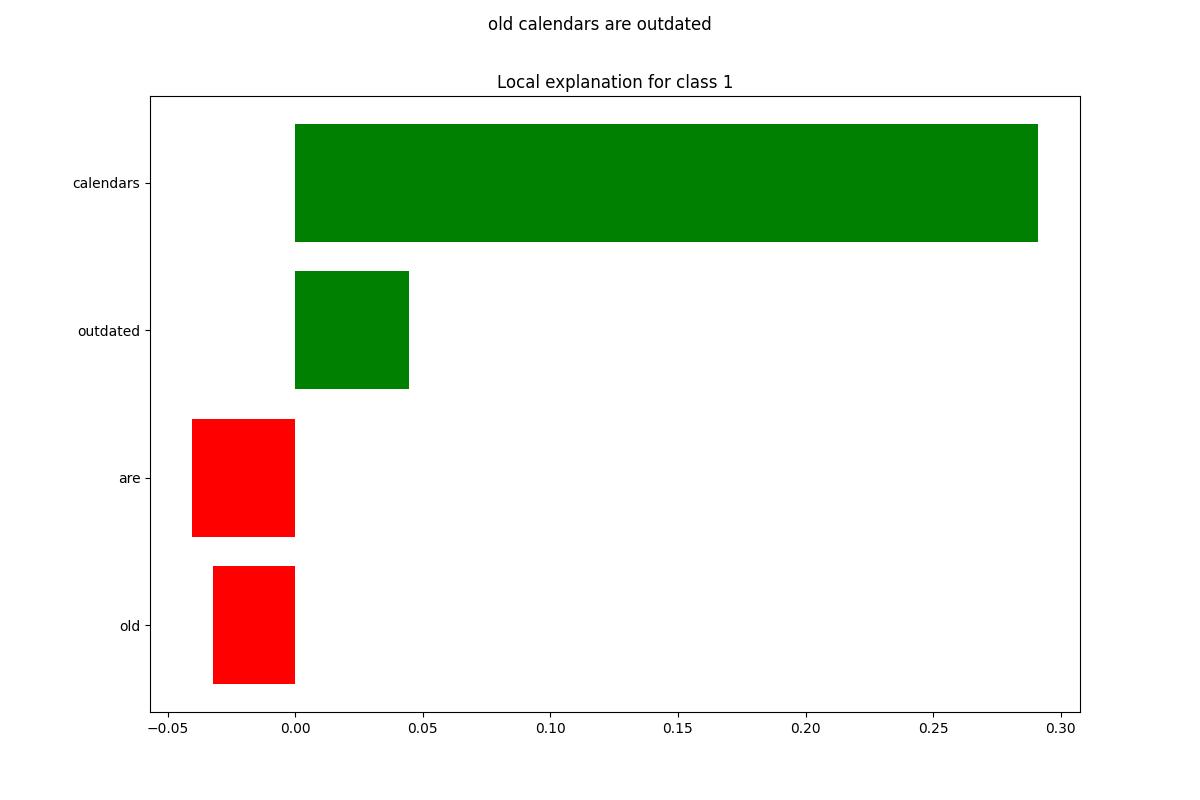 old calendars are outdated
Local explanation for class 1
calendars
outdated
are
old
−0.05 0.00 0.05 0.10 0.15 0.20 0.25 0.30